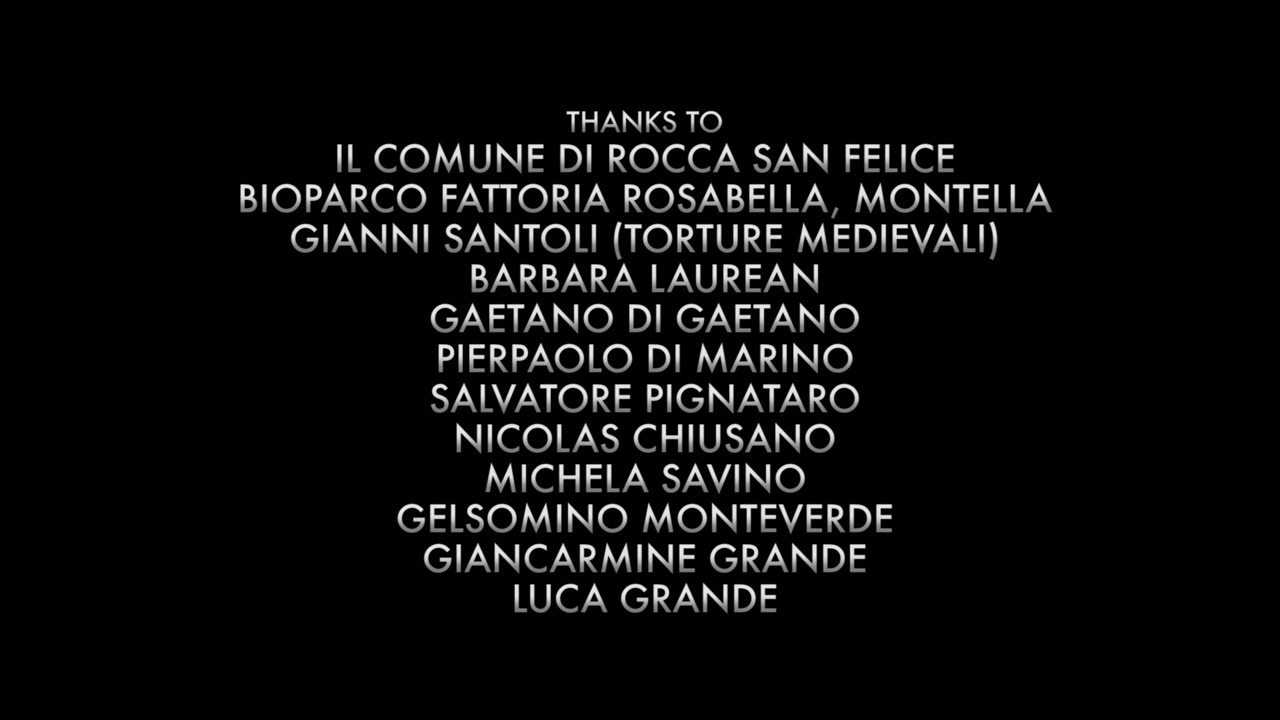 THANKS TO
IL COMUNE DI ROCCA SAN FELICE
BIOPARCO FATTORIA ROSABELLA, MONTELLA
GIANNI SANTOLI (TORTURE MEDIEVALI)
BARBARA LAUREAN
GAETANO DI GAETANO
PIERPAOLO DI MARINO
SALVATORE PIGNATARO
NICOLAS CHIUSANO
MICHELA SAVINO
GELSOMINO MONTEVERDE
GIANCARMINE GRANDE
LUCA GRANDE